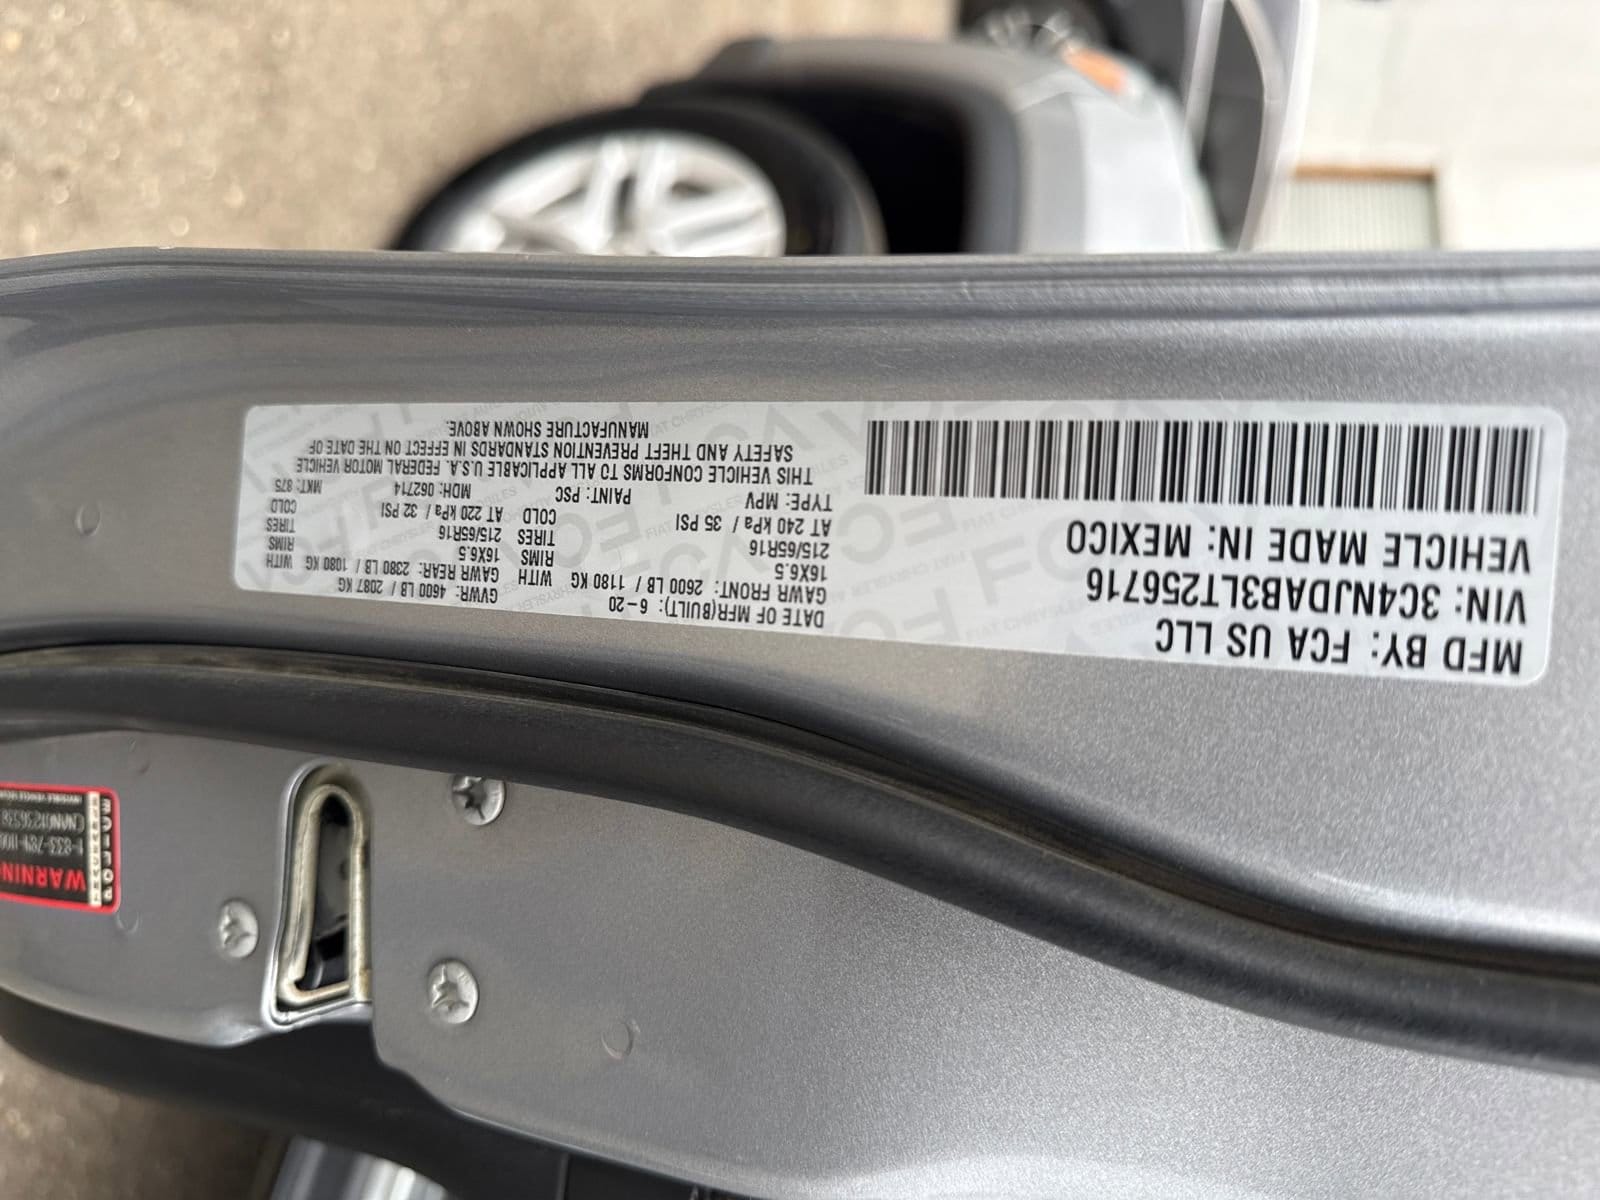 MFD BY: FCA US LLC
VIN: 3C4NJDAB3LT256716
VEHICLE MADE IN: MEXICO
DATE OF MFR(BUILT): 6-20
GVWR: 4600 LB / 2087 KG
GAWR FRONT: 2600 LB / 1180 KG WITH
16X6.5 RIMS
215/65R16 TIRES
AT 240 kPa / 35 PSI COLD
GAWR REAR: 2380 LB / 1080 KG WITH
16X6.5 RIMS
215/65R16 TIRES
AT 220 kPa / 32 PSI COLD
TYPE: MPV PAINT: PSC MDH: 062714 MKT: 875
THIS VEHICLE CONFORMS TO ALL APPLICABLE U.S.A. FEDERAL MOTOR VEHICLE
SAFETY AND THEFT PREVENTION STANDARDS IN EFFECT ON THE DATE OF
MANUFACTURE SHOWN ABOVE.
WARNING